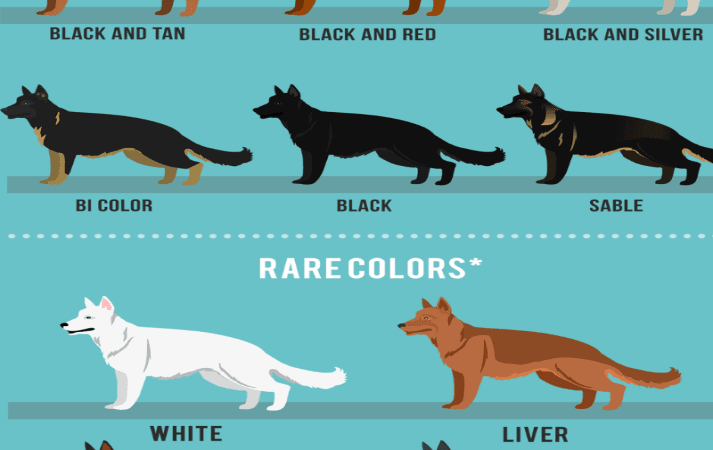 BLACK AND TAN
BLACK AND RED
BLACK AND SILVER
BI COLOR
BLACK
SABLE
RARE COLORS*
WHITE
LIVER